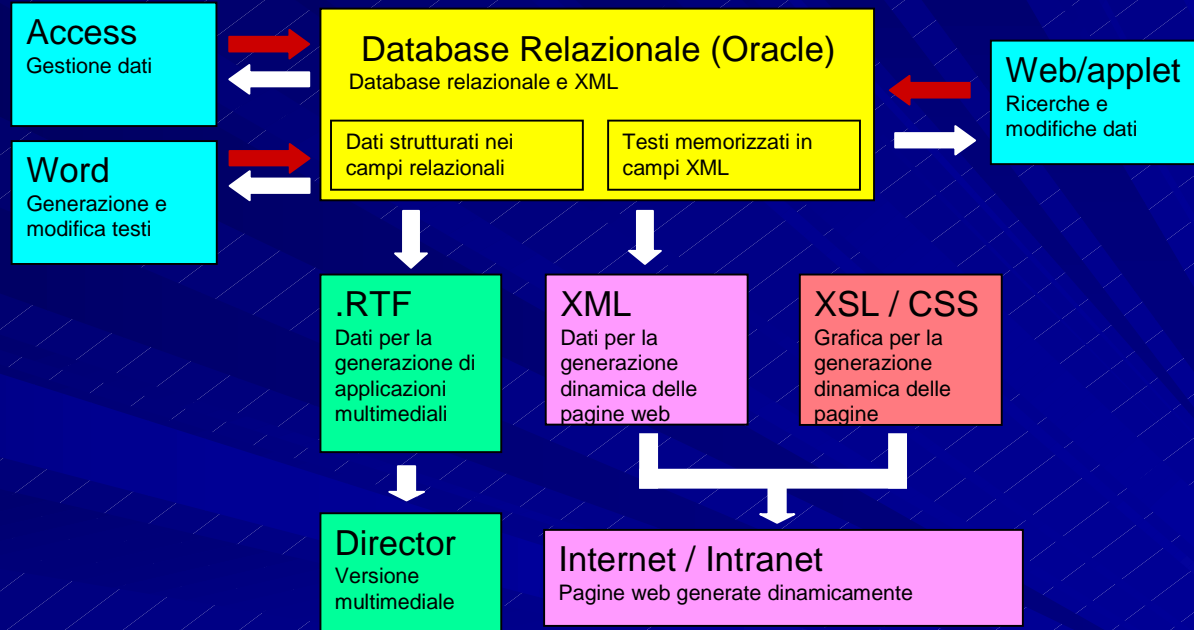 Access
Gestione dati
Word
Generazione e
modifica testi
Database Relazionale (Oracle)
Database relazionale e XML
Dati strutturati nei
campi relazionali
Testi memorizzati in
campi XML
Web/applet
Ricerche e
modifiche dati
.RTF
Dati per la
generazione di
applicazioni
multimediali
XML
Dati per la
generazione
dinamica delle
pagine web
XSL / CSS
Grafica per la
generazione
dinamica delle
pagine
Director
Versione
multimediale
Internet / Intranet
Pagine web generate dinamicamente